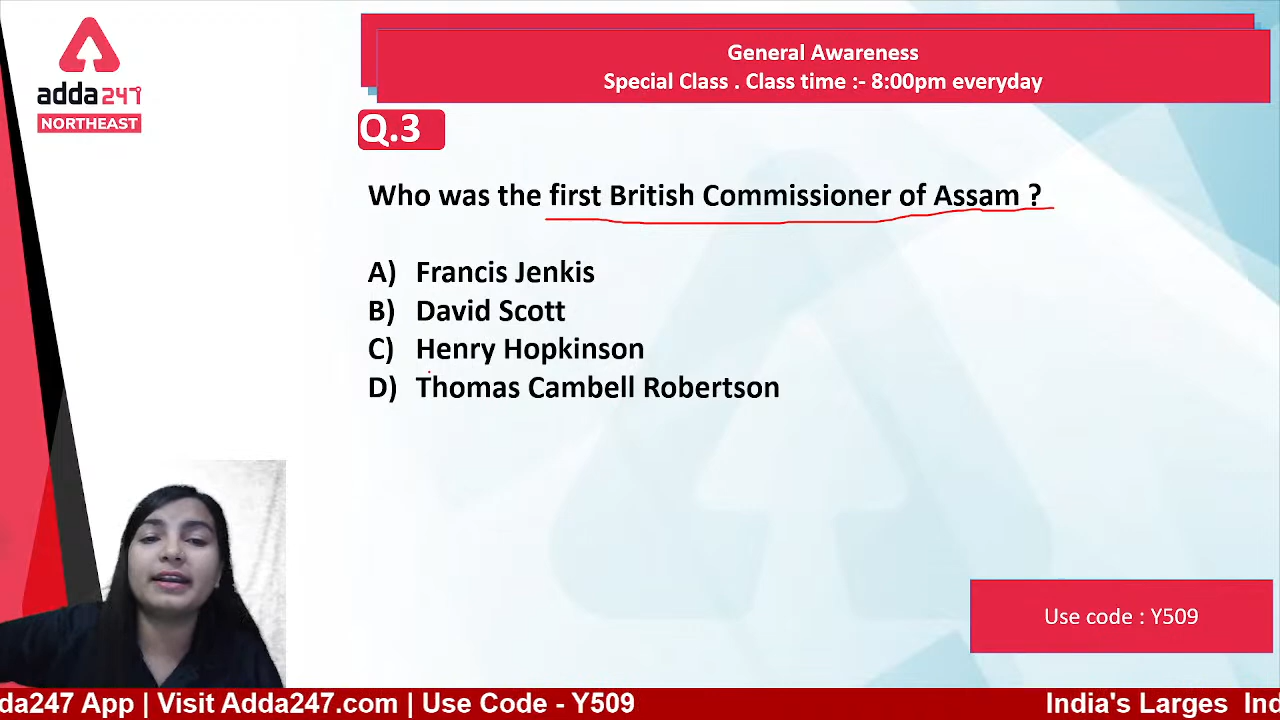 adda247
NORTHEAST
General Awareness
Special Class . Class time :- 8:00pm everyday
Q.3
Who was the first British Commissioner of Assam ?
A) Francis Jenkis
B) David Scott
C) Henry Hopkinson
D) Thomas Cambell Robertson
Use code : Y509
da247 App | Visit Adda247.com | Use Code - Y509 India's Larges